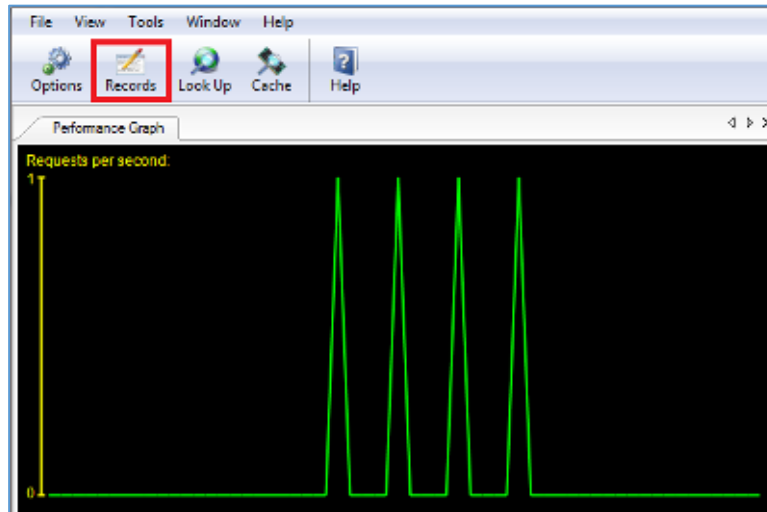 File View Tools Window Help
Options Records Look Up Cache Help
Performance Graph
Requests per second:
1
0